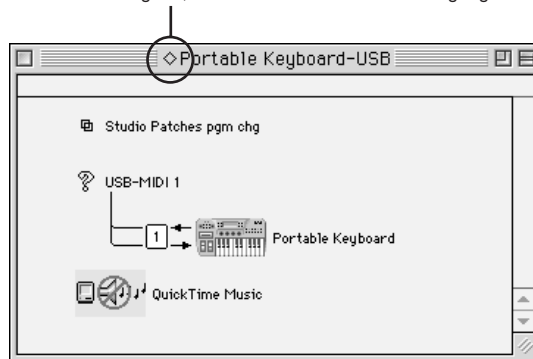 ◇Portable Keyboard-USB
Studio Patches pgm chg
USB-MIDI 1
1
Portable Keyboard
QuickTime Music